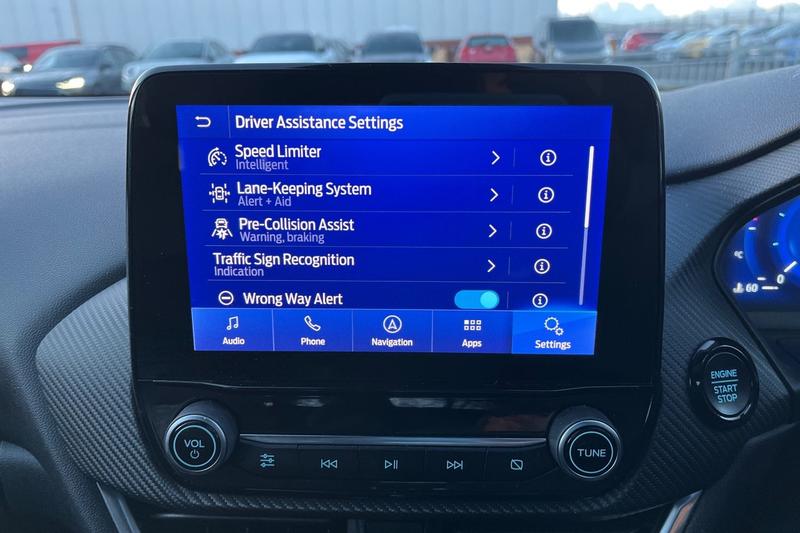 Driver Assistance Settings
Speed Limiter
Intelligent
Lane-Keeping System
Alert + Aid
Pre-Collision Assist
Warning, braking
Traffic Sign Recognition
Indication
Wrong Way Alert
Audio
Phone
Navigation
Apps
Settings
°C
60
0
ENGINE
START
STOP
VOL
TUNE